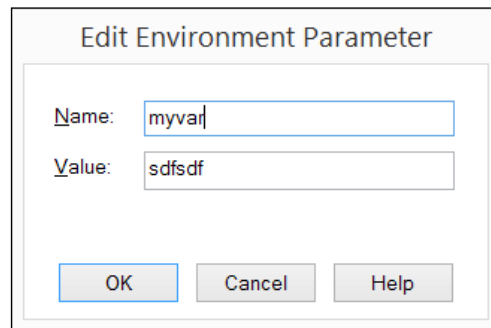 Edit Environment Parameter
Name: myvar
Value: sdfsdf
OK Cancel Help